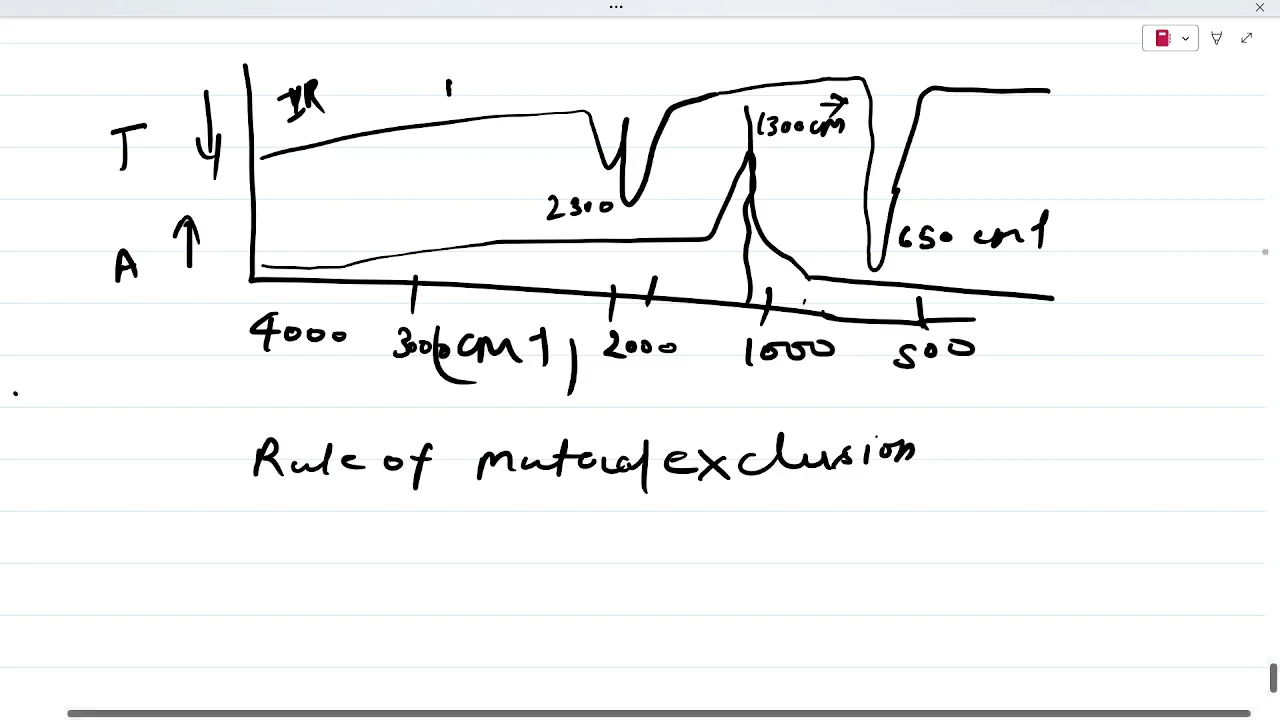 IR
T
1300 cm
2300
650 cm-1
A
4000 3000 (cm-1) 2000 1000 500
Rule of mutual exclusion